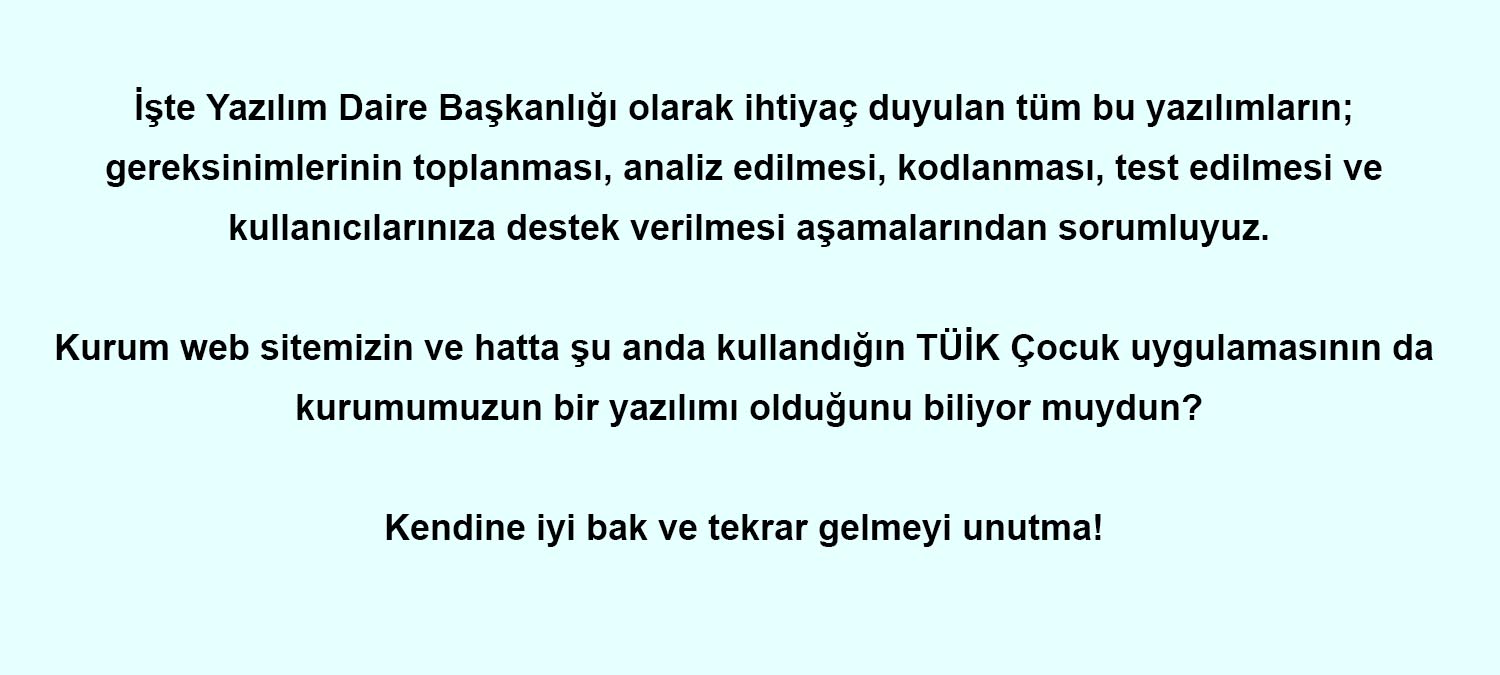 İşte Yazılım Daire Başkanlığı olarak ihtiyaç duyulan tüm bu yazılımların;
gereksinimlerinin toplanması, analiz edilmesi, kodlanması, test edilmesi ve
kullanıcılarınıza destek verilmesi aşamalarından sorumluyuz.
Kurum web sitemizin ve hatta şu anda kullandığın TÜİK Çocuk uygulamasının da
kurumumuzun bir yazılımı olduğunu biliyor muydun?
Kendine iyi bak ve tekrar gelmeyi unutma!